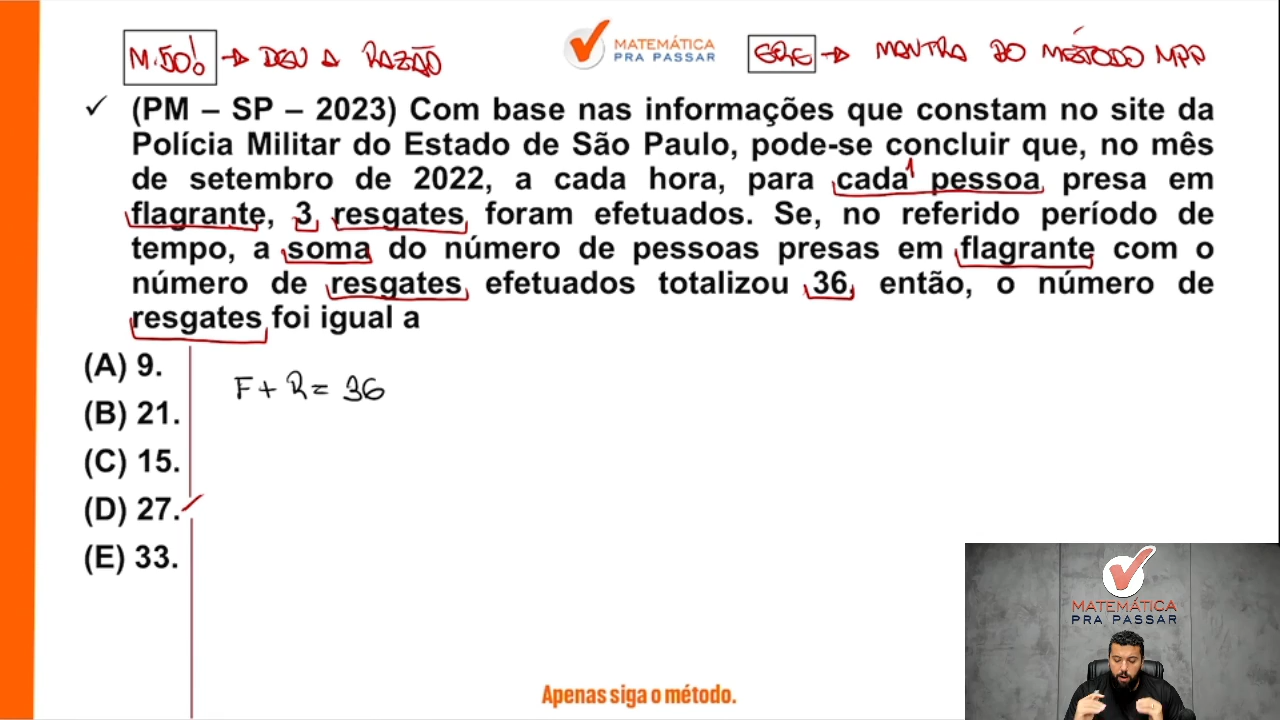 M.50! → DEU A RAZÃO
MATEMÁTICA
PRA PASSAR
→ MANTRA DO MÉTODO MPP
✓ (PM – SP – 2023) Com base nas informações que constam no site da
Polícia Militar do Estado de São Paulo, pode-se concluir que, no mês
de setembro de 2022, a cada hora, para cada 1 pessoa presa em
flagrante, 3 resgates foram efetuados. Se, no referido período de
tempo, a soma do número de pessoas presas em flagrante com o
número de resgates efetuados totalizou 36, então, o número de
resgates foi igual a
(A) 9.
(B) 21.
(C) 15.
(D) 27.
(E) 33.
F + R = 36
MATEMÁTICA
PRA PASSAR
Apenas siga o método.